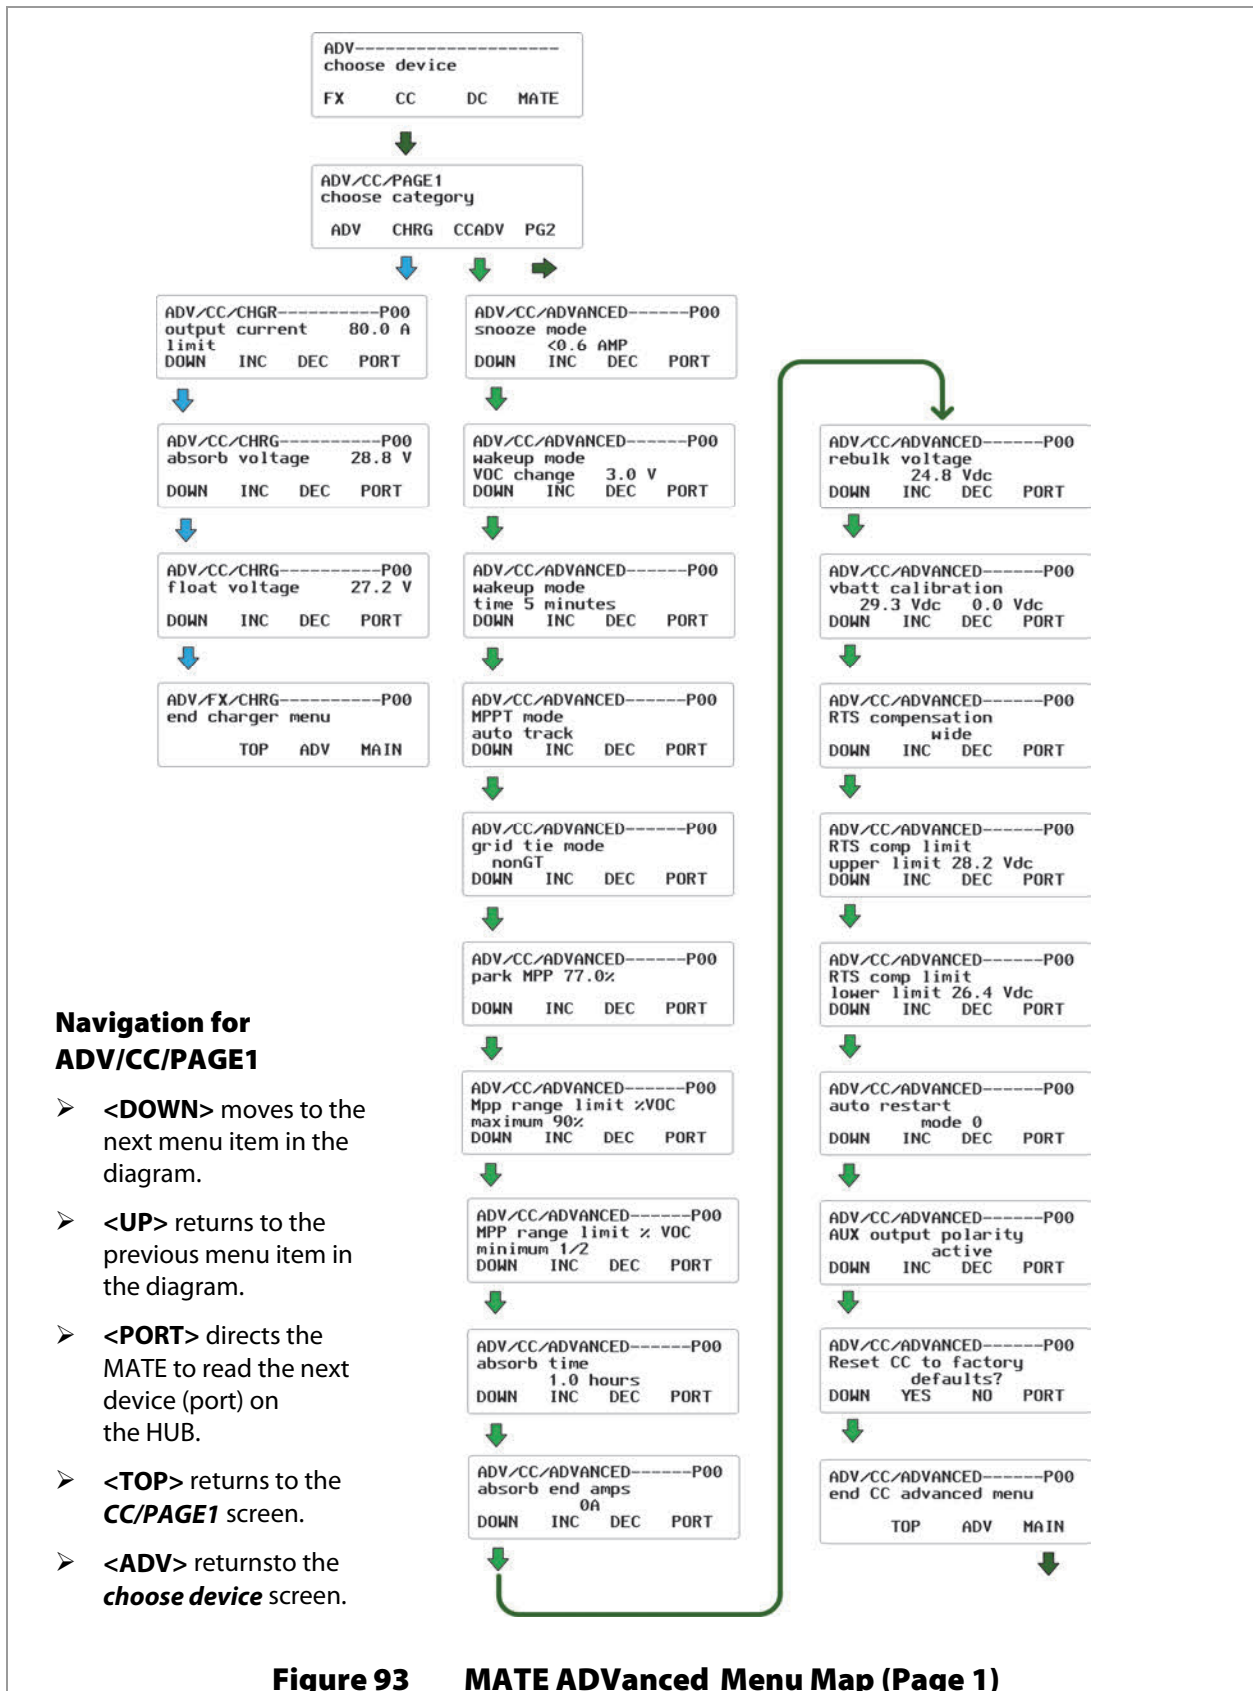 ADV----------------------
choose device
FX CC DC MATE
ADV/CC/PAGE1
choose category
ADV CHRG CCADV PG2
ADV/CC/CHGR-----------P00
output current 80.0 A
limit
DOWN INC DEC PORT
ADV/CC/CHRG-----------P00
absorb voltage 28.8 V
DOWN INC DEC PORT
ADV/CC/CHRG-----------P00
float voltage 27.2 V
DOWN INC DEC PORT
ADV/FX/CHRG-----------P00
end charger menu
TOP ADV MAIN
ADV/CC/ADVANCED------P00
snooze mode
<0.6 AMP
DOWN INC DEC PORT
ADV/CC/ADVANCED------P00
wakeup mode
VOC change 3.0 V
DOWN INC DEC PORT
ADV/CC/ADVANCED------P00
wakeup mode
time 5 minutes
DOWN INC DEC PORT
ADV/CC/ADVANCED------P00
MPPT mode
auto track
DOWN INC DEC PORT
ADV/CC/ADVANCED------P00
grid tie mode
nonGT
DOWN INC DEC PORT
ADV/CC/ADVANCED------P00
park MPP 77.0%
DOWN INC DEC PORT
ADV/CC/ADVANCED------P00
Mpp range limit %VOC
maximum 90%
DOWN INC DEC PORT
ADV/CC/ADVANCED------P00
MPP range limit % VOC
minimum 1/2
DOWN INC DEC PORT
ADV/CC/ADVANCED------P00
absorb time
1.0 hours
DOWN INC DEC PORT
ADV/CC/ADVANCED------P00
absorb end amps
0A
DOWN INC DEC PORT
ADV/CC/ADVANCED------P00
rebulk voltage
24.8 Vdc
DOWN INC DEC PORT
ADV/CC/ADVANCED------P00
vbatt calibration
29.3 Vdc 0.0 Vdc
DOWN INC DEC PORT
ADV/CC/ADVANCED------P00
RTS compensation
wide
DOWN INC DEC PORT
ADV/CC/ADVANCED------P00
RTS comp limit
upper limit 28.2 Vdc
DOWN INC DEC PORT
ADV/CC/ADVANCED------P00
RTS comp limit
lower limit 26.4 Vdc
DOWN INC DEC PORT
ADV/CC/ADVANCED------P00
auto restart
mode 0
DOWN INC DEC PORT
ADV/CC/ADVANCED------P00
AUX output polarity
active
DOWN INC DEC PORT
ADV/CC/ADVANCED------P00
Reset CC to factory
defaults?
DOWN YES NO PORT
ADV/CC/ADVANCED------P00
end CC advanced menu
TOP ADV MAIN
Navigation for
ADV/CC/PAGE1
➢ <DOWN> moves to the
next menu item in the
diagram.
➢ <UP> returns to the
previous menu item in
the diagram.
➢ <PORT> directs the
MATE to read the next
device (port) on
the HUB.
➢ <TOP> returns to the
CC/PAGE1 screen.
➢ <ADV> returnsto the
choose device screen.
Figure 93 MATE ADVanced Menu Map (Page 1)